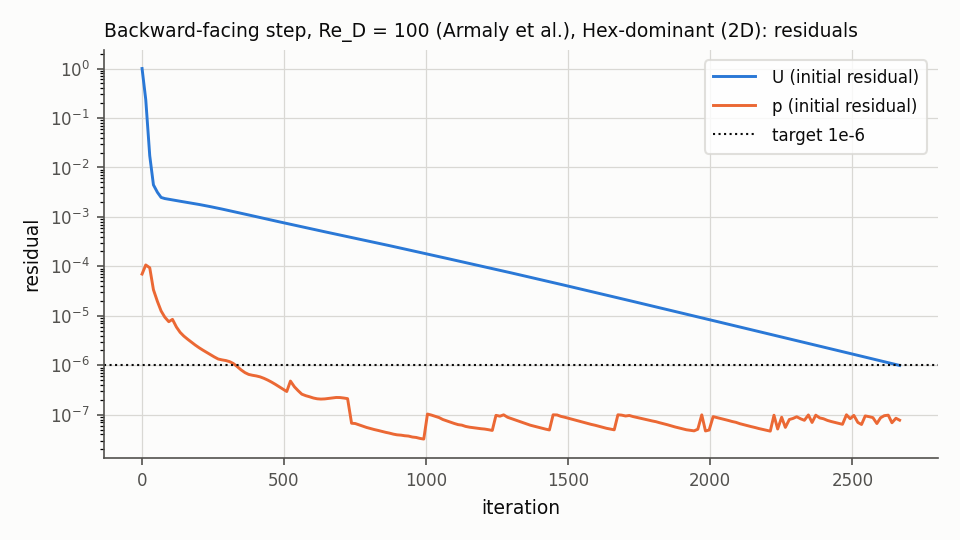 Backward-facing step, Re_D = 100 (Armaly et al.), Hex-dominant (2D): residuals
U (initial residual)
p (initial residual)
target 1e-6
residual
10⁰
10⁻¹
10⁻²
10⁻³
10⁻⁴
10⁻⁵
10⁻⁶
10⁻⁷
0 500 1000 1500 2000 2500
iteration